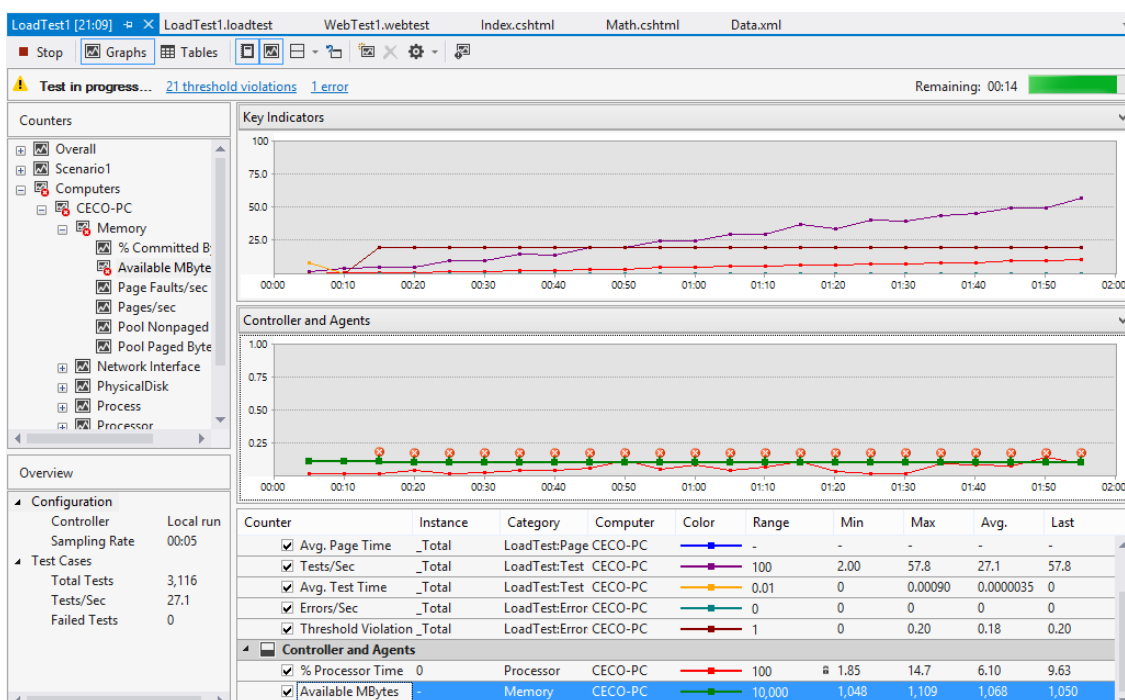 LoadTest1 [21:09] LoadTest1.loadtest WebTest1.webtest Index.cshtml Math.cshtml Data.xml
Stop Graphs Tables
Test in progress... 21 threshold violations 1 error Remaining: 00:14
Counters
Overall
Scenario1
Computers
CECO-PC
Memory
% Committed B
Available MByte
Page Faults/sec
Pages/sec
Pool Nonpaged
Pool Paged Byte
Network Interface
PhysicalDisk
Process
Processor
Overview
Configuration
Controller Local run
Sampling Rate 00:05
Test Cases
Total Tests 3,116
Tests/Sec 27.1
Failed Tests 0
Key Indicators
100
75.0
50.0
25.0
00:00 00:10 00:20 00:30 00:40 00:50 01:00 01:10 01:20 01:30 01:40 01:50 02:00
Controller and Agents
1.00
0.75
0.50
0.25
00:00 00:10 00:20 00:30 00:40 00:50 01:00 01:10 01:20 01:30 01:40 01:50 02:00
Counter Instance Category Computer Color Range Min Max Avg. Last
Avg. Page Time _Total LoadTest:Page CECO-PC - - - - -
Tests/Sec _Total LoadTest:Test CECO-PC 100 2.00 57.8 27.1 57.8
Avg. Test Time _Total LoadTest:Test CECO-PC 0.01 0 0.00090 0.0000035 0
Errors/Sec _Total LoadTest:Error CECO-PC 0 0 0 0 0
Threshold Violation _Total LoadTest:Error CECO-PC 1 0 0.20 0.18 0.20
Controller and Agents
% Processor Time 0 Processor CECO-PC 100 1.85 14.7 6.10 9.63
Available MBytes - Memory CECO-PC 10,000 1,048 1,109 1,068 1,050